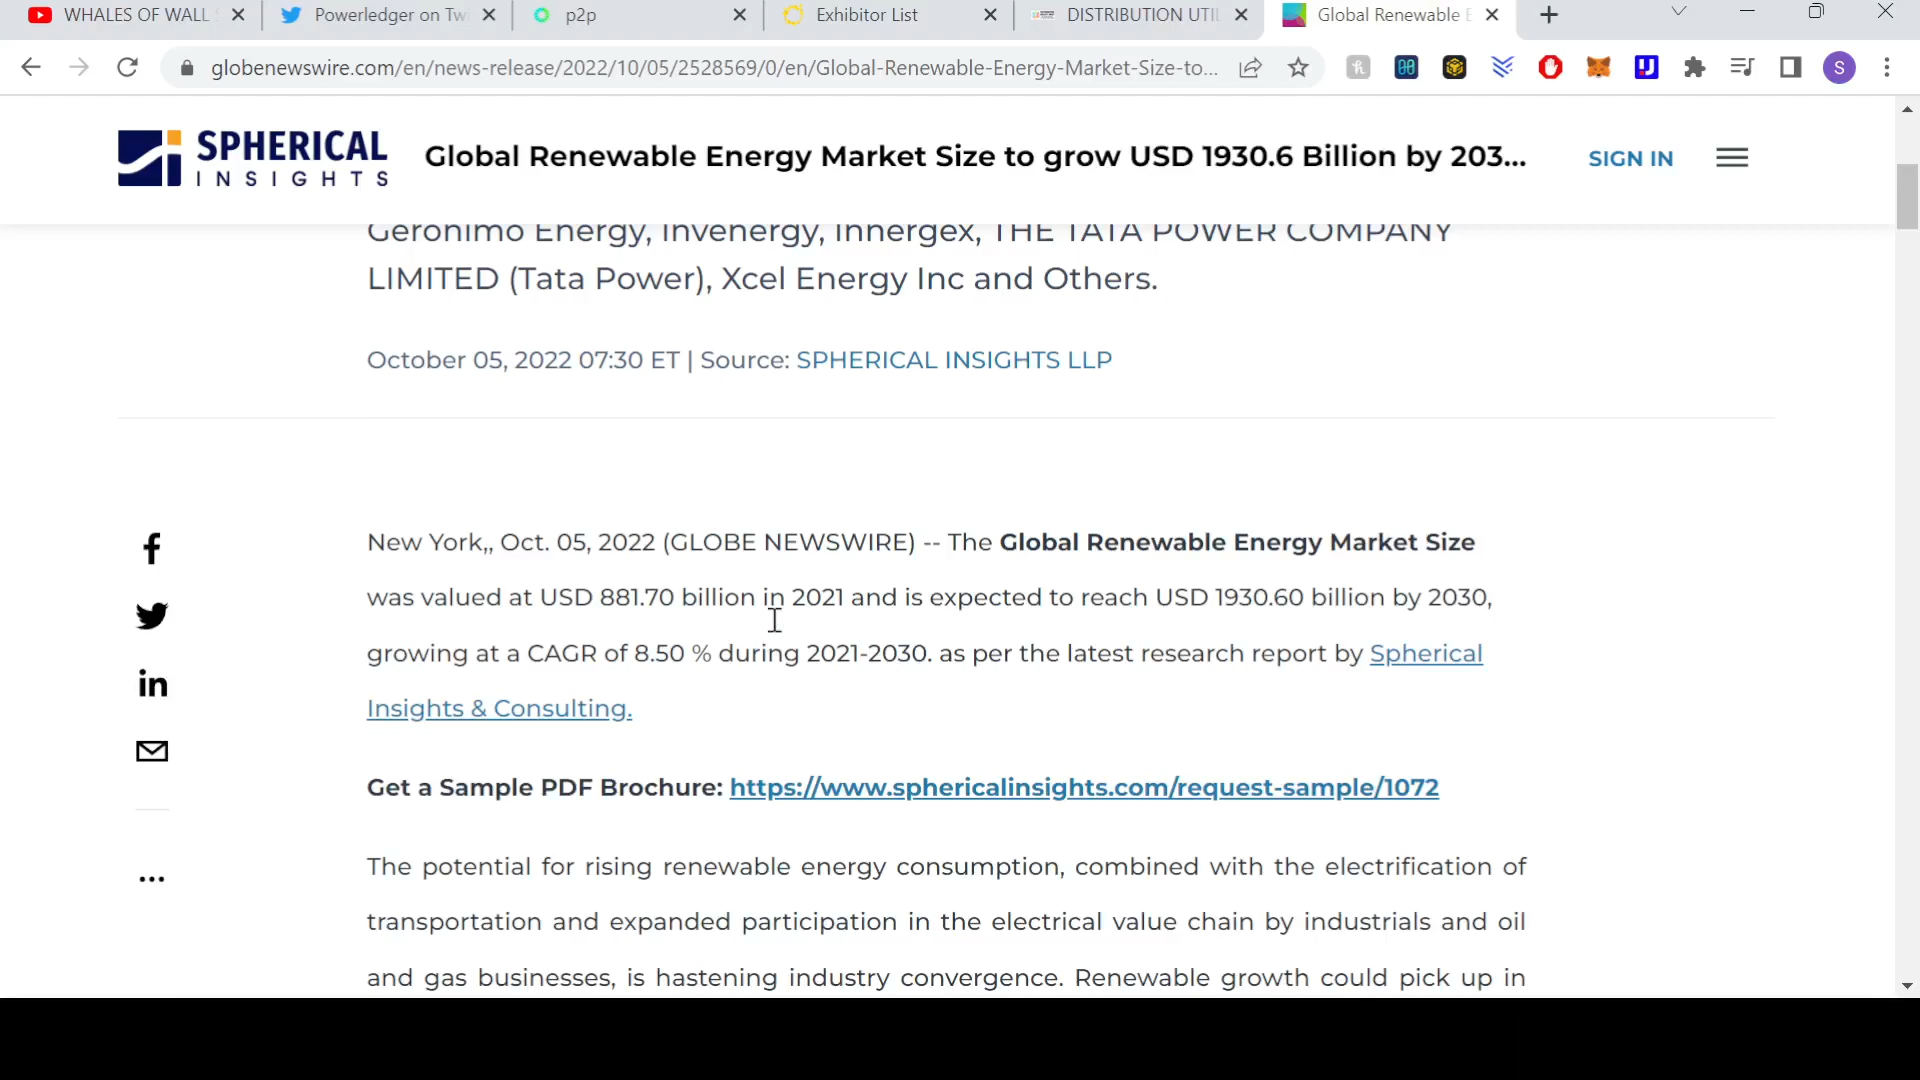 WHALES OF WALL
Powerledger on Tw
p2p
Exhibitor List
DISTRIBUTION UTIL
Global Renewable E
globenewswire.com/en/news-release/2022/10/05/2528569/0/en/Global-Renewable-Energy-Market-Size-to...
S
SPHERICAL
INSIGHTS
Global Renewable Energy Market Size to grow USD 1930.6 Billion by 203...
SIGN IN
Geronimo Energy, Invenergy, Innergex, THE TATA POWER COMPANY
LIMITED (Tata Power), Xcel Energy Inc and Others.
October 05, 2022 07:30 ET | Source: SPHERICAL INSIGHTS LLP
New York,, Oct. 05, 2022 (GLOBE NEWSWIRE) -- The Global Renewable Energy Market Size
was valued at USD 881.70 billion in 2021 and is expected to reach USD 1930.60 billion by 2030,
growing at a CAGR of 8.50 % during 2021-2030. as per the latest research report by Spherical
Insights & Consulting.
Get a Sample PDF Brochure: https://www.sphericalinsights.com/request-sample/1072
The potential for rising renewable energy consumption, combined with the electrification of
transportation and expanded participation in the electrical value chain by industrials and oil
and gas businesses, is hastening industry convergence. Renewable growth could pick up in